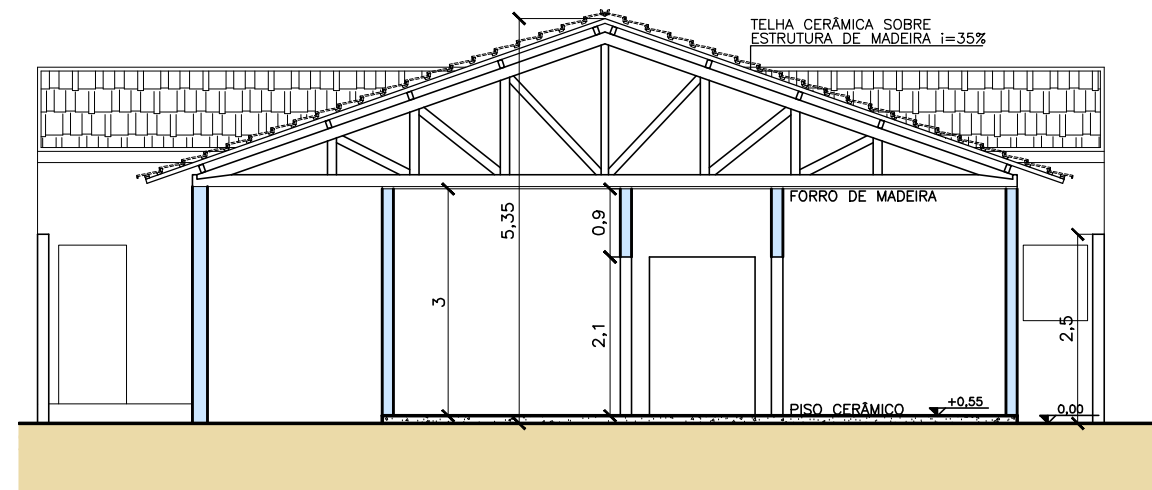 TELHA CERÂMICA SOBRE
ESTRUTURA DE MADEIRA i=35%
FORRO DE MADEIRA
5,35
0,9
3
2,1
2,5
PISO CERÂMICO
+0,55
0,00